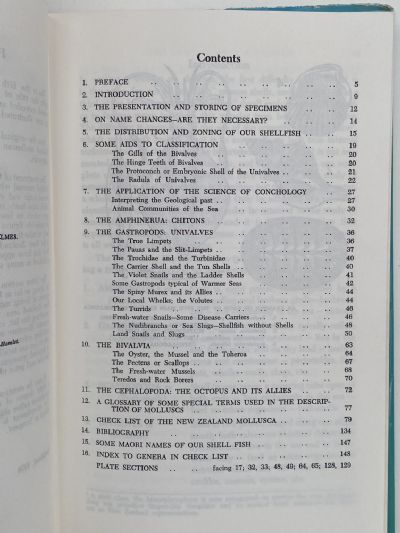 Contents
1. PREFACE .. .. .. .. .. .. .. 5
2. INTRODUCTION .. .. .. .. .. .. 9
3. THE PRESENTATION AND STORING OF SPECIMENS .. .. 12
4. ON NAME CHANGES—ARE THEY NECESSARY? .. .. .. 14
5. THE DISTRIBUTION AND ZONING OF OUR SHELLFISH .. .. 15
6. SOME AIDS TO CLASSIFICATION .. .. .. .. 19
The Gills of the Bivalves .. .. .. .. .. 20
The Hinge Teeth of Bivalves .. .. .. .. .. 20
The Protoconch or Embryonic Shell of the Univalves .. .. 21
The Radula of Univalves .. .. .. .. .. 22
7. THE APPLICATION OF THE SCIENCE OF CONCHOLOGY .. .. 27
Interpreting the Geological past .. .. .. .. 27
Animal Communities of the Sea .. .. .. .. 30
8. THE AMPHINERUA: CHITONS .. .. .. .. .. 32
9. THE GASTROPODS: UNIVALVES .. .. .. .. .. 36
The True Limpets .. .. .. .. .. .. 36
The Pauas and the Slit-Limpets .. .. .. .. .. 37
The Trochidae and the Turbinidae .. .. .. .. 40
The Carrier Shell and the Tun Shells .. .. .. .. 40
The Violet Snails and the Ladder Shells .. .. .. .. 41
Some Gastropods typical of Warmer Seas .. .. .. 42
The Spiny Murex and its Allies .. .. .. .. .. 44
Our Local Whelks; the Volutes .. .. .. .. .. 44
The Turrids .. .. .. .. .. .. .. 46
Fresh-water Snails—Some Disease Carriers .. .. .. 46
The Nudibranchs or Sea Slugs—Shellfish without Shells .. .. 48
Land Snails and Slugs .. .. .. .. .. .. 50
10. THE BIVALVIA .. .. .. .. .. .. .. 63
The Oyster, the Mussel and the Toheroa .. .. .. .. 64
The Pectens or Scallops .. .. .. .. .. .. 67
The Fresh-water Mussels .. .. .. .. .. .. 68
Teredos and Rock Borers .. .. .. .. .. .. 70
11. THE CEPHALOPODA: THE OCTOPUS AND ITS ALLIES .. .. 72
12. A GLOSSARY OF SOME SPECIAL TERMS USED IN THE DESCRIP-
TION OF MOLLUSCS .. .. .. .. .. .. 77
13. CHECK LIST OF THE NEW ZEALAND MOLLUSCA .. .. .. 79
14. BIBLIOGRAPHY .. .. .. .. .. .. .. 134
15. SOME MAORI NAMES OF OUR SHELL FISH .. .. .. .. 147
16. INDEX TO GENERA IN CHECK LIST .. .. .. .. .. 148
PLATE SECTIONS .. .. .. facing 17, 32, 33, 48, 49; 64, 65; 128, 129